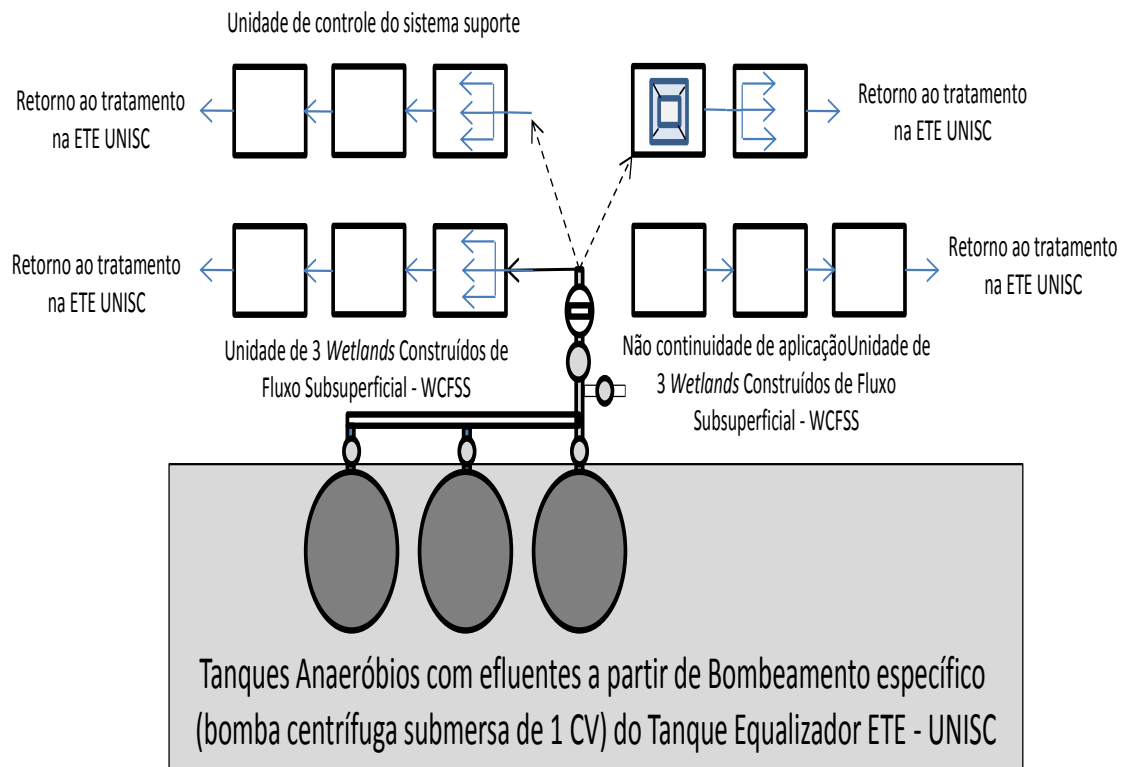 Unidade de controle do sistema suporte
Retorno ao tratamento
na ETE UNISC
Retorno ao tratamento
na ETE UNISC
Retorno ao tratamento
na ETE UNISC
Retorno ao tratamento
na ETE UNISC
Unidade de 3 Wetlands Construídos de
Fluxo Subsuperficial - WCFSS
Não continuidade de aplicaçãoUnidade de
3 Wetlands Construídos de Fluxo
Subsuperficial - WCFSS
Tanques Anaeróbios com efluentes a partir de Bombeamento específico
(bomba centrífuga submersa de 1 CV) do Tanque Equalizador ETE - UNISC